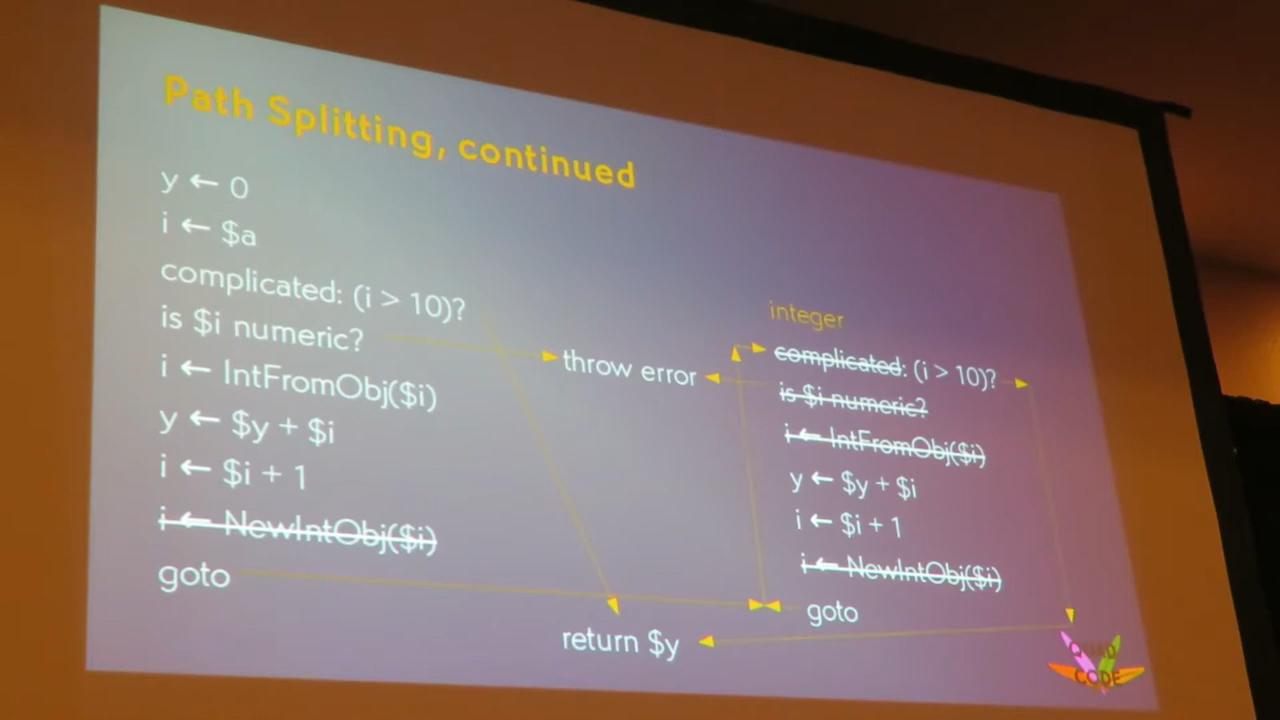 Path Splitting, continued
y ← 0
i ← $a
complicated: (i > 10)?
is $i numeric?
i ← IntFromObj($i)
y ← $y + $i
i ← $i + 1
i ← NewIntObj($i)
goto
throw error
return $y
integer
complicated: (i > 10)?
is $i numeric?
i ← IntFromObj($i)
y ← $y + $i
i ← $i + 1
i ← NewIntObj($i)
goto
CODE